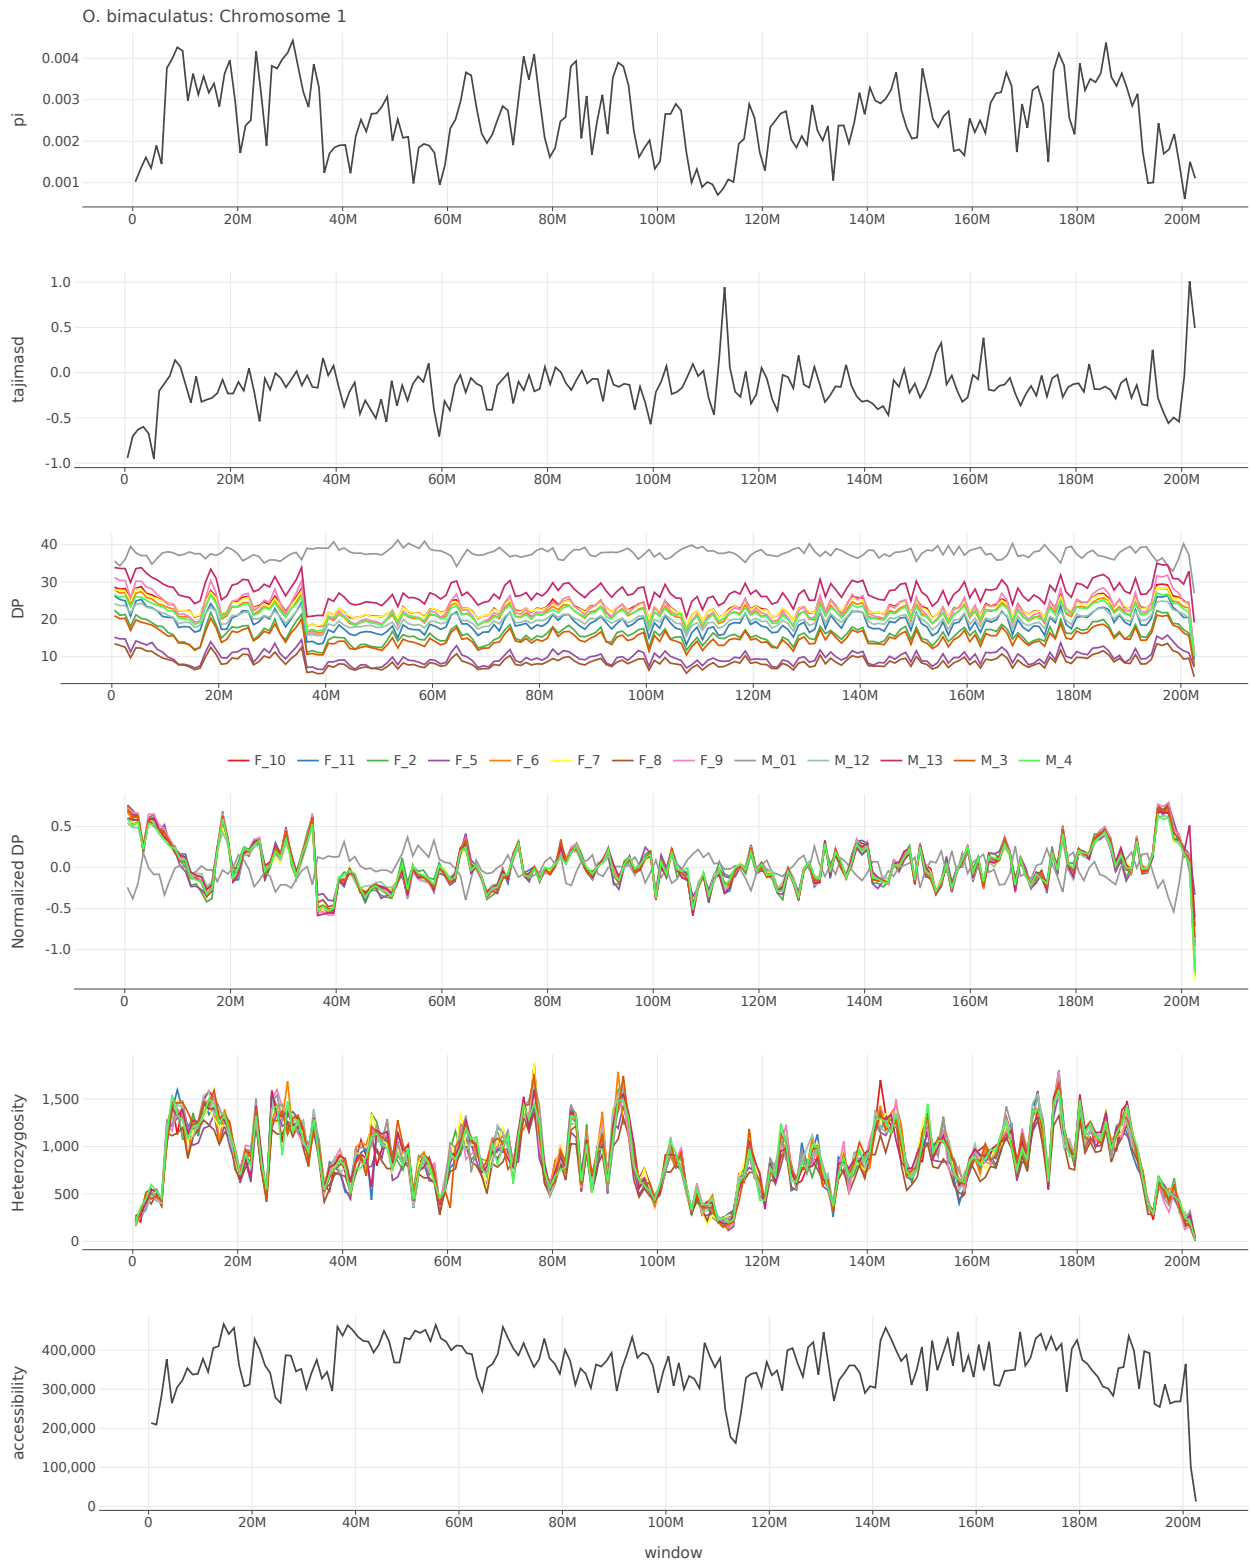 O. bimaculatus: Chromosome 1
pi
0.004
0.003
0.002
0.001
0 20M 40M 60M 80M 100M 120M 140M 160M 180M 200M
tajimasd
1.0
0.5
0.0
-0.5
-1.0
0 20M 40M 60M 80M 100M 120M 140M 160M 180M 200M
DP
40
30
20
10
0 20M 40M 60M 80M 100M 120M 140M 160M 180M 200M
F_10 F_11 F_2 F_5 F_6 F_7 F_8 F_9 M_01 M_12 M_13 M_3 M_4
Normalized DP
0.5
0.0
-0.5
-1.0
0 20M 40M 60M 80M 100M 120M 140M 160M 180M 200M
Heterozygosity
1,500
1,000
500
0
0 20M 40M 60M 80M 100M 120M 140M 160M 180M 200M
accessibility
400,000
300,000
200,000
100,000
0
0 20M 40M 60M 80M 100M 120M 140M 160M 180M 200M
window